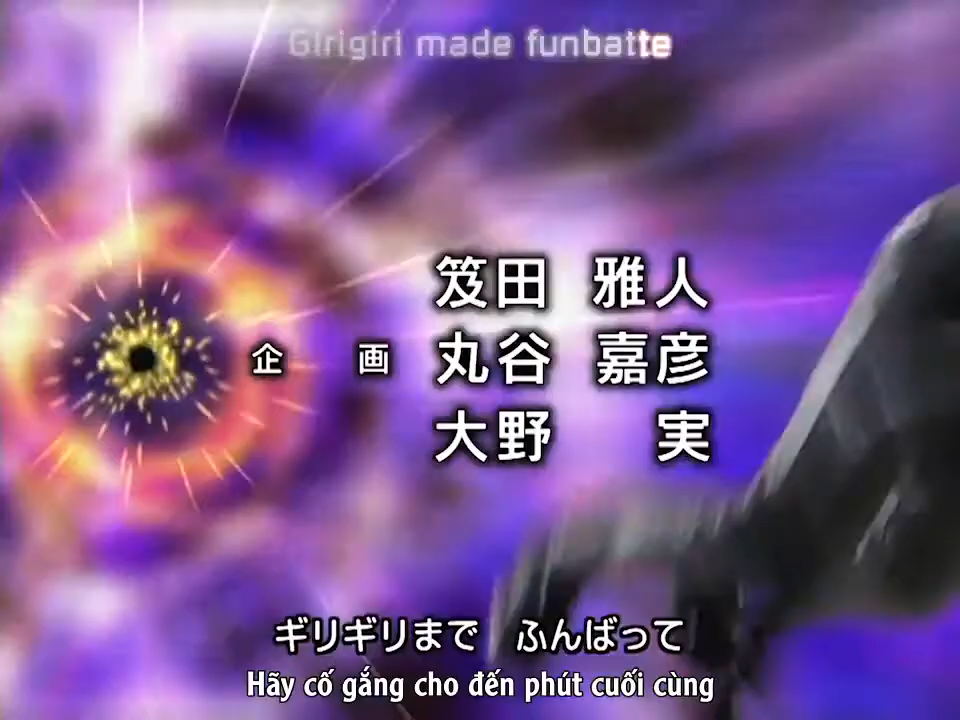 Girigiri made funbatte
笈田 雅人
企 画 丸谷 嘉彦
大野 実
ギリギリまで ふんばって
Hãy cố gắng cho đến phút cuối cùng